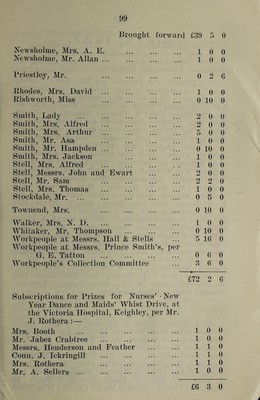 99
Brought forward £39 5 0
Newsholme, Mrs. A. E. ... ... ... 1 0 0
Newsholme, Mr. Allan ... ... ... 1 0 0
Priestley, Mr. ... ... ... 0 2 6
Rhodes, Mrs. David ... ... ... 1 0 0
Rishworth, Miss ... ... ... 0 10 0
Smith, Lady ... ... ... 2 0 0
Smith, Mrs. Alfred ... ... ... 2 0 0
Smith, Mrs. Arthur ... ... ... 5 0 0
Smith, Mr. Asa ... ... ... 1 0 0
Smith, Mr. Hampden ... ... ... 0 10 0
Smith, Mrs. Jackson ... ... ... 1 0 0
Stell, Mrs. Alfred ... ... ... 1 0 0
Stell, Messrs. John and Ewart ... ... 2 0 0
Stell, Mr. Sam ... ... ... 2 2 0
Stell, Mrs. Thomas ... ... ... 1 0 0
Stockdale, Mr. ... ... ... 0 5 0
Townend, Mrs. ... ... ... 0 10 0
Walker, Mrs. N. D. ... ... ... 1 0 0
Whitaker, Mr. Thompson ... ... ... 0 10 0
Workpeople at Messrs. Hall & Stells ... 5 16 0
Workpeople at Messrs. Prince Smith's, per
G. E. Tatton ... ... ... 0 6 0
Workpeople's Collection Committee ... 3 6 0
£72 2 6
Subscriptions for Prizes for Nurses' New
Year Dance and Maids' Whist Drive, at
the Victoria Hospital, Keighley, per Mr.
J. Rothera :—
Mrs. Booth ... ... ... 1 0 0
Mr. Jabez Crabtree ... ... ... 1 0 0
Messrs. Henderson and Feather ... ... 1 1 0
Coun. J. Ickringill ... ... ... 1 1 0
Mrs. Rothera ... ... ... 1 1 0
Mr. A. Sellers ... ... ... 1 0 0
£6 3 0